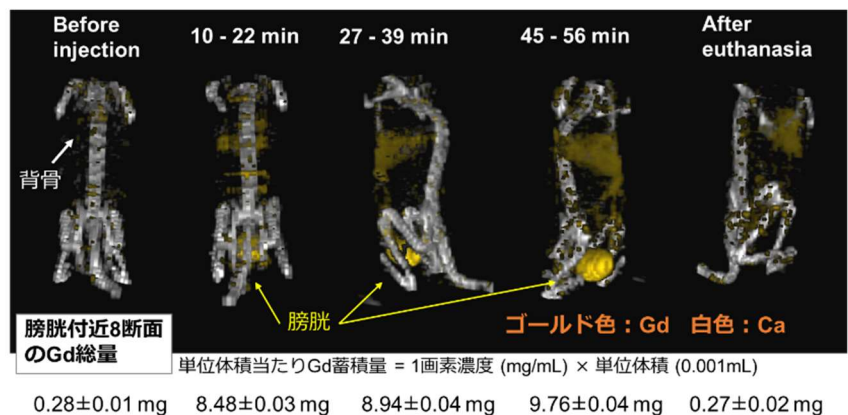 Before
injection
10 - 22 min
27 - 39 min
45 - 56 min
After
euthanasia
背骨
膀胱
膀胱付近8断面
のGd総量
ゴールド色：Gd 白色：Ca
単位体積当たりGd蓄積量 = 1画素濃度 (mg/mL) × 単位体積 (0.001mL)
0.28±0.01 mg 8.48±0.03 mg 8.94±0.04 mg 9.76±0.04 mg 0.27±0.02 mg